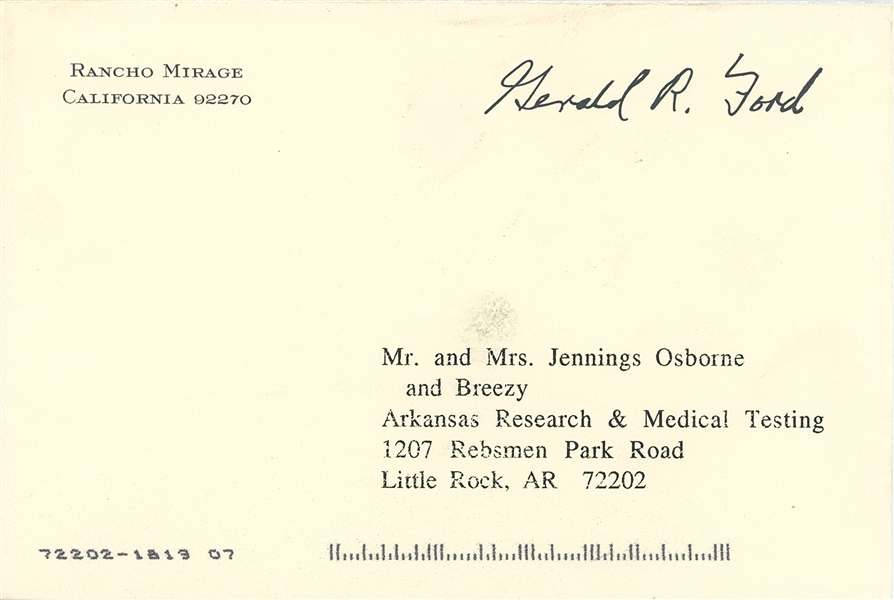 RANCHO MIRAGE
CALIFORNIA 92270
Gerald R. Ford
Mr. and Mrs. Jennings Osborne
and Breezy
Arkansas Research & Medical Testing
1207 Rebsmen Park Road
Little Rock, AR 72202
72202-1819 07